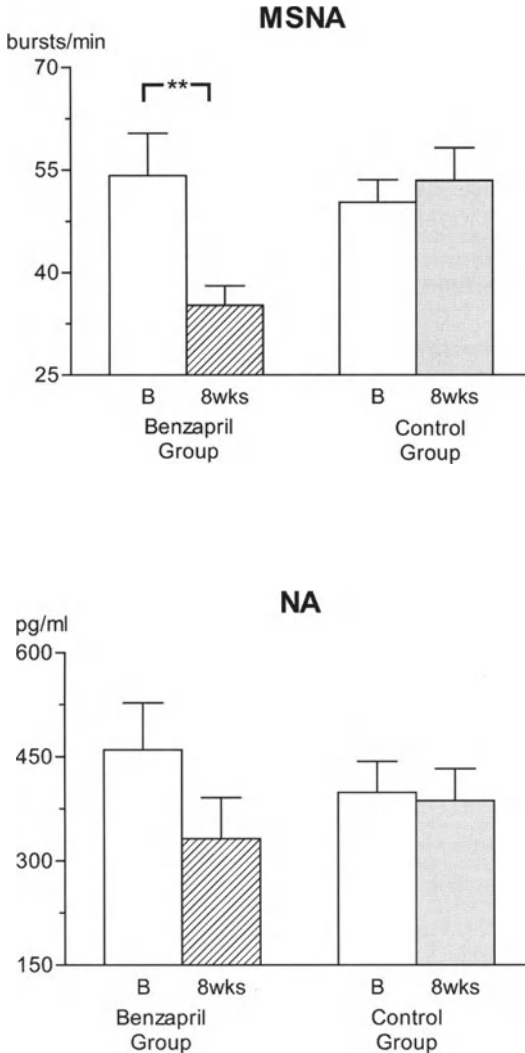 MSNA
bursts/min
70
**
55
40
25
B 8wks B 8wks
Benzapril Control
Group Group
NA
pg/ml
600
450
300
150
B 8wks B 8wks
Benzapril Control
Group Group